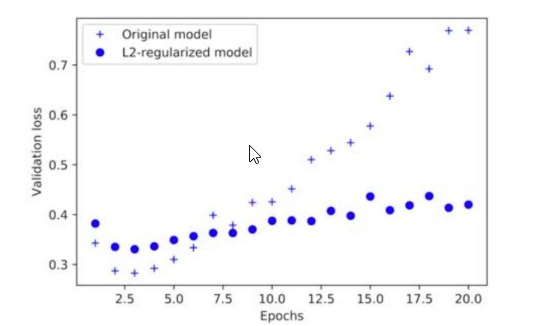 Original model
L2-regularized model
Validation loss
0.7
0.6
0.5
0.4
0.3
2.5 5.0 7.5 10.0 12.5 15.0 17.5 20.0
Epochs